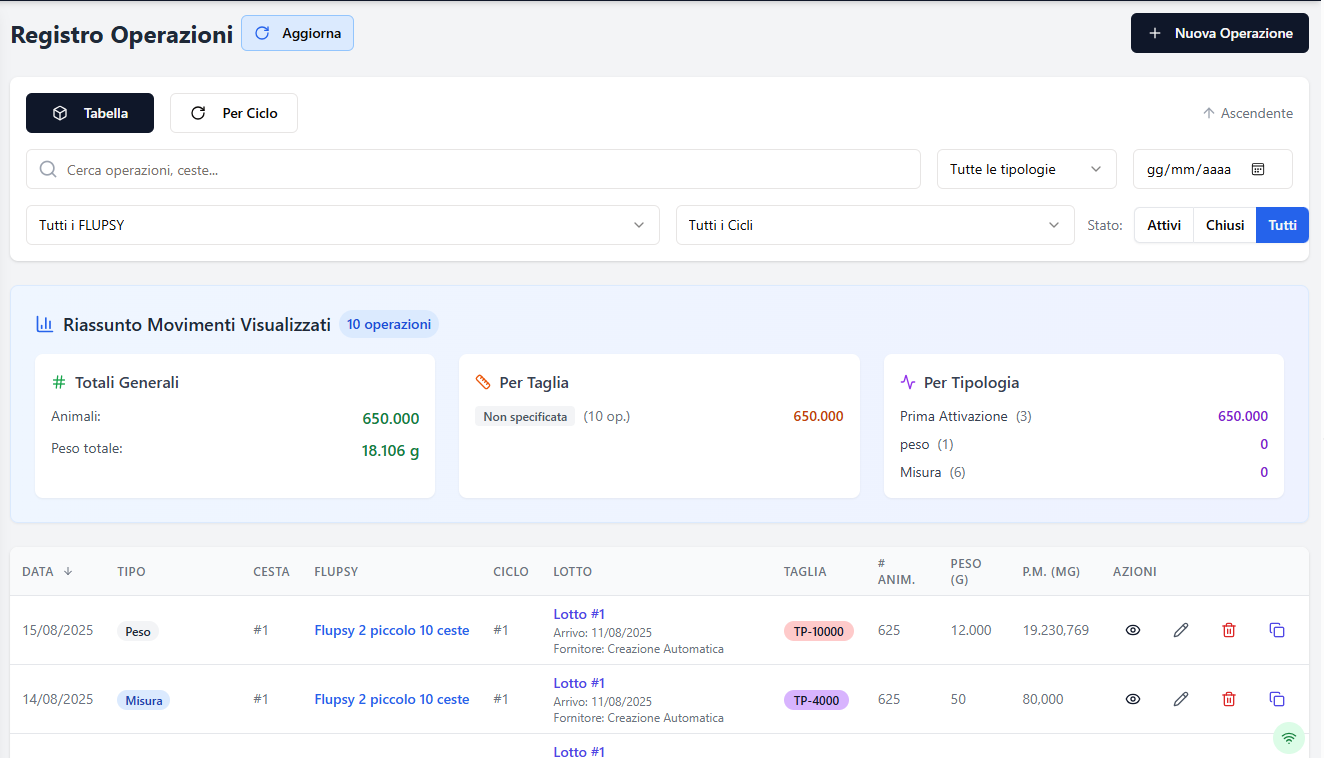 Registro Operazioni Aggiorna Nuova Operazione
Tabella Per Ciclo Ascendente
Cerca operazioni, ceste... Tutte le tipologie gg/mm/aaaa
Tutti i FLUPSY Tutti i Cicli Stato: Attivi Chiusi Tutti
Riassunto Movimenti Visualizzati 10 operazioni
# Totali Generali
Animali: 650.000
Peso totale: 18.106 g
Per Taglia
Non specificata (10 op.) 650.000
Per Tipologia
Prima Attivazione (3) 650.000
peso (1) 0
Misura (6) 0
DATA TIPO CESTA FLUPSY CICLO LOTTO TAGLIA # ANIM. PESO (G) P.M. (MG) AZIONI
15/08/2025 Peso #1 Flupsy 2 piccolo 10 ceste #1 Lotto #1 TP-10000 625 12.000 19.230,769
Arrivo: 11/08/2025
Fornitore: Creazione Automatica
14/08/2025 Misura #1 Flupsy 2 piccolo 10 ceste #1 Lotto #1 TP-4000 625 50 80,000
Arrivo: 11/08/2025
Fornitore: Creazione Automatica
Lotto #1